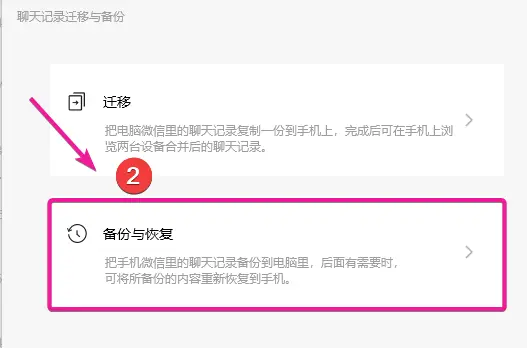 聊天记录迁移与备份
迁移
把电脑微信里的聊天记录复制一份到手机上，完成后可在手机上浏
览两台设备合并后的聊天记录。
2
备份与恢复
把手机微信里的聊天记录备份到电脑里，后面有需要时，
可将所备份的内容重新恢复到手机。